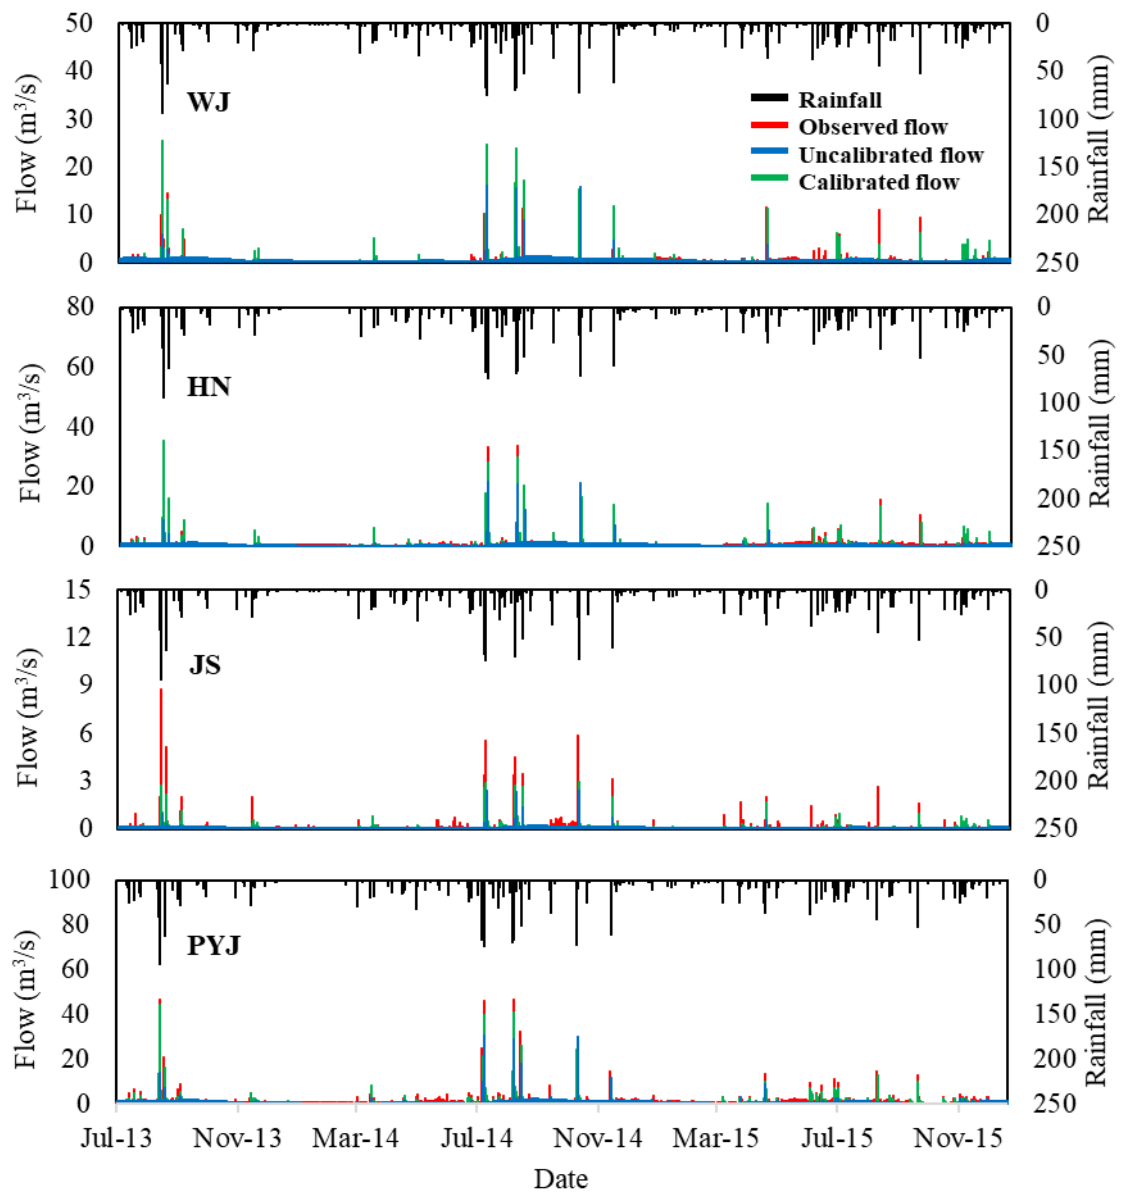 50
40
30
20
10
0
Flow (m³/s)
WJ
Rainfall
Observed flow
Uncalibrated flow
Calibrated flow
0
50
100
150
200
250
Rainfall (mm)
80
60
40
20
0
Flow (m³/s)
HN
0
50
100
150
200
250
Rainfall (mm)
15
12
9
6
3
0
Flow (m³/s)
JS
0
50
100
150
200
250
Rainfall (mm)
100
80
60
40
20
0
Flow (m³/s)
PYJ
0
50
100
150
200
250
Rainfall (mm)
Jul-13 Nov-13 Mar-14 Jul-14 Nov-14 Mar-15 Jul-15 Nov-15
Date